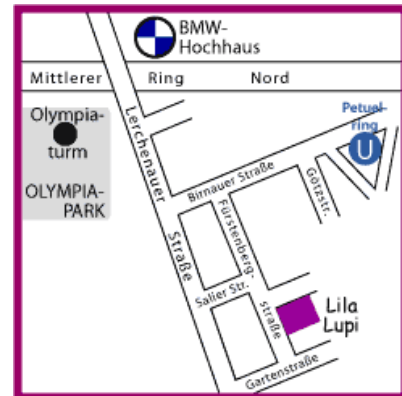 BMW-
Hochhaus
Mittlerer Ring Nord
Olympia-
turm
OLYMPIA-
PARK
Lerchenauer
Straße
Petuel-
ring
U
Birnauer Straße
Götzstr.
Fürstenberg-
straße
Salier Str.
Lila
Lupi
Gartenstraße